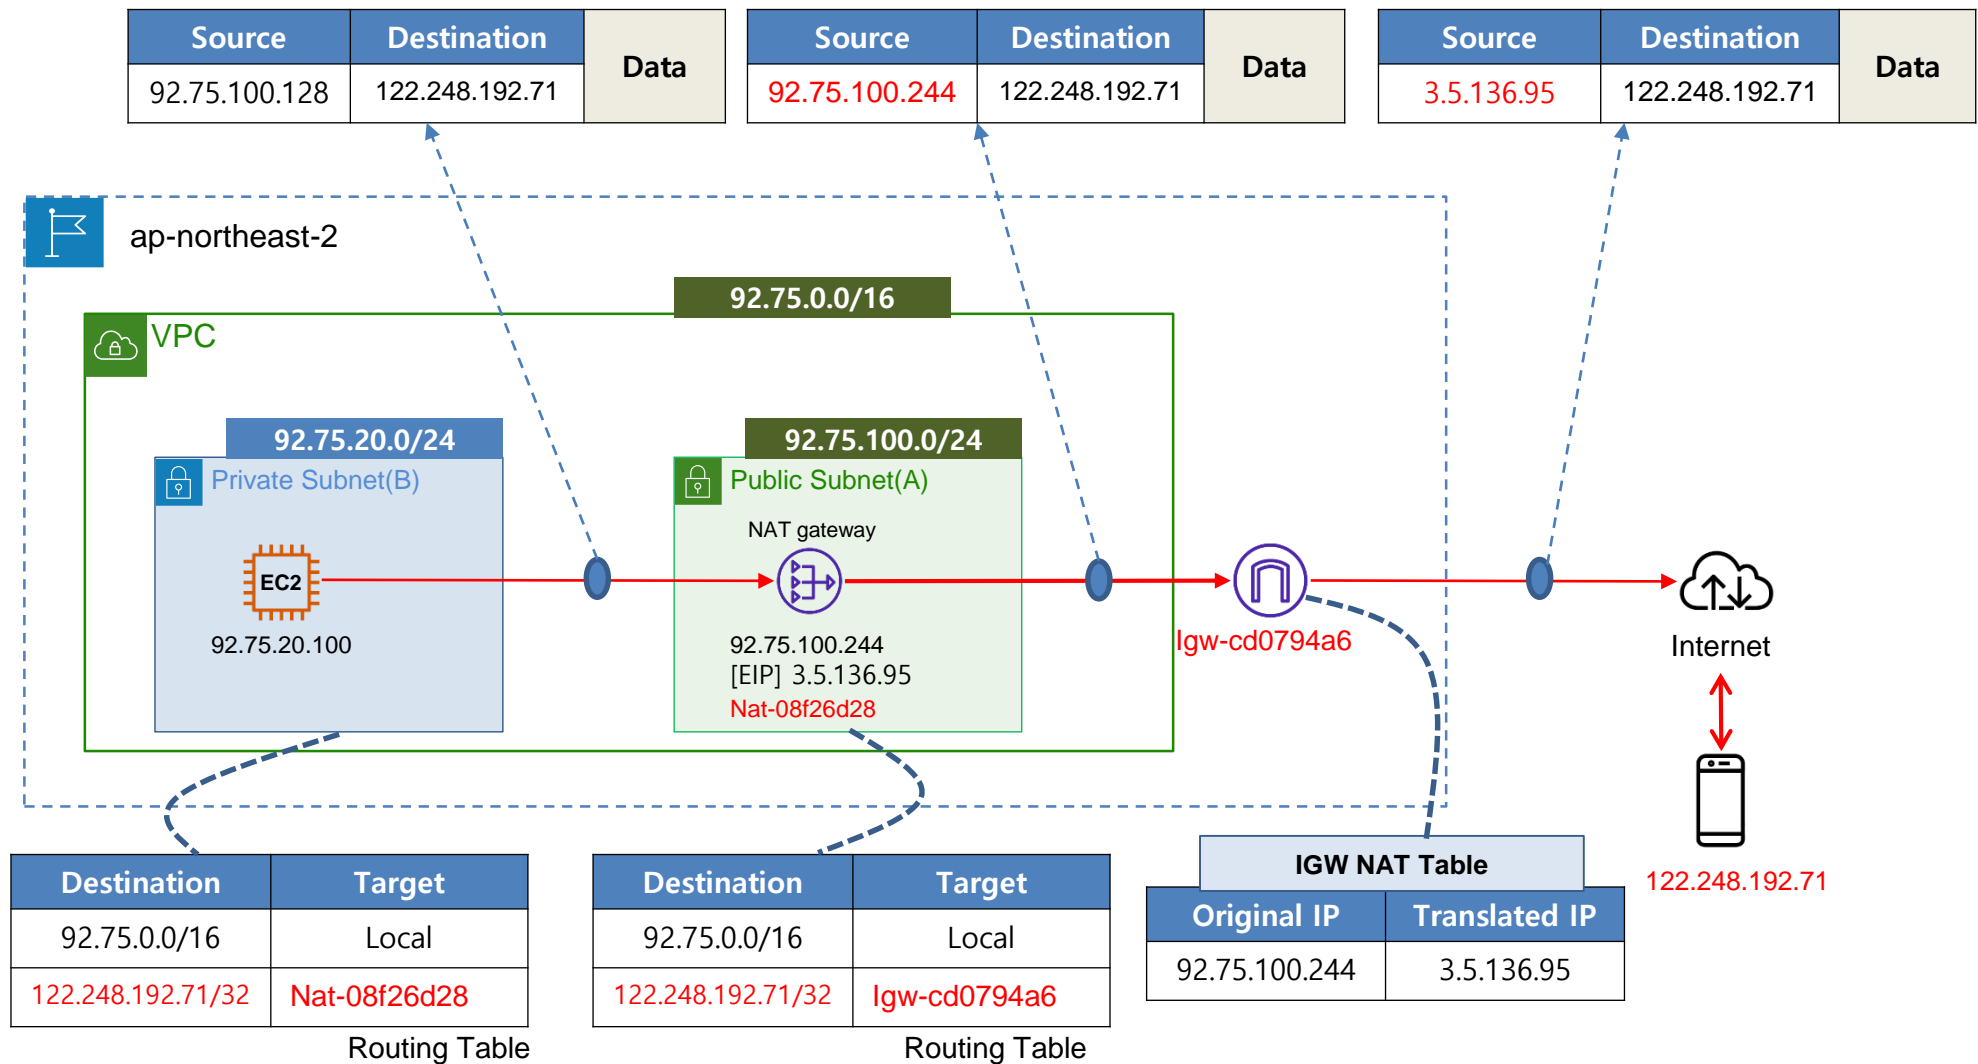 Source Destination Data
92.75.100.128 122.248.192.71
Source Destination Data
92.75.100.244 122.248.192.71
Source Destination Data
3.5.136.95 122.248.192.71
ap-northeast-2
92.75.0.0/16
VPC
92.75.20.0/24
Private Subnet(B)
EC2
92.75.20.100
92.75.100.0/24
Public Subnet(A)
NAT gateway
92.75.100.244
[EIP] 3.5.136.95
Nat-08f26d28
Igw-cd0794a6
Internet
122.248.192.71
Destination Target
92.75.0.0/16 Local
122.248.192.71/32 Nat-08f26d28
Routing Table
Destination Target
92.75.0.0/16 Local
122.248.192.71/32 Igw-cd0794a6
Routing Table
IGW NAT Table
Original IP Translated IP
92.75.100.244 3.5.136.95